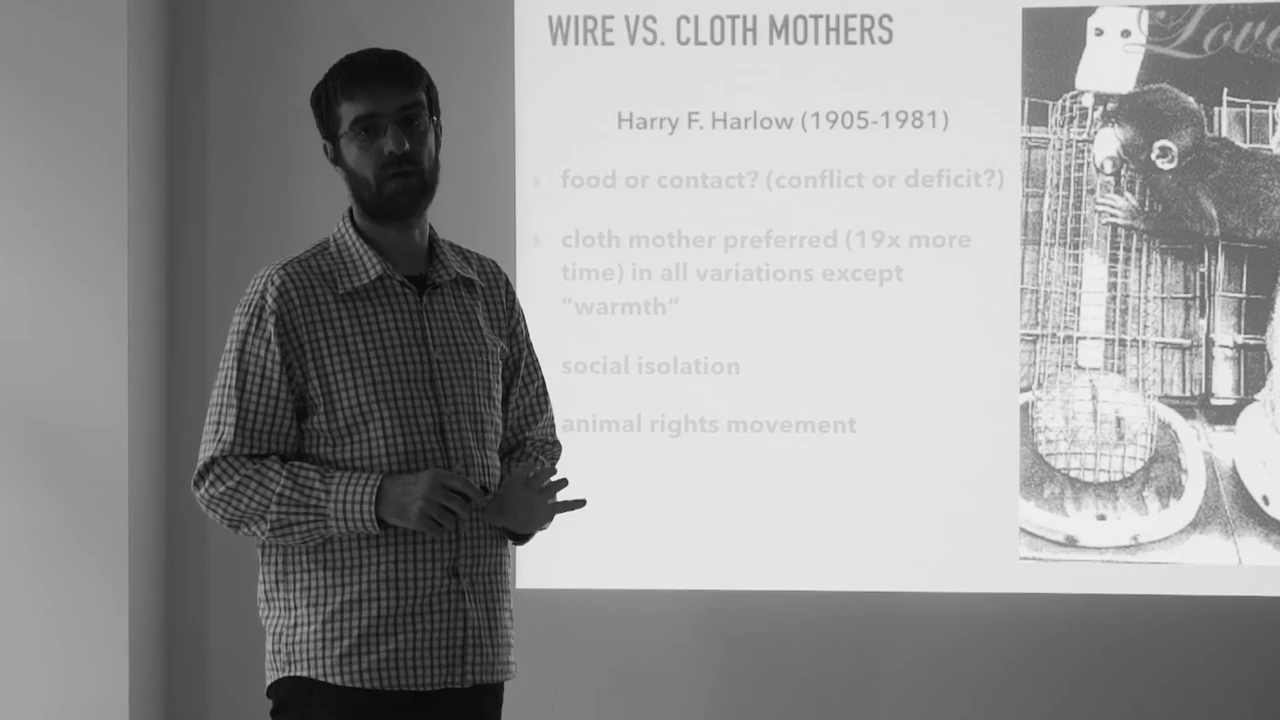 WIRE VS. CLOTH MOTHERS
Harry F. Harlow (1905-1981)
food or contact? (conflict or deficit?)
cloth mother preferred (19x more
time) in all variations except
“warmth”
social isolation
animal rights movement
Love